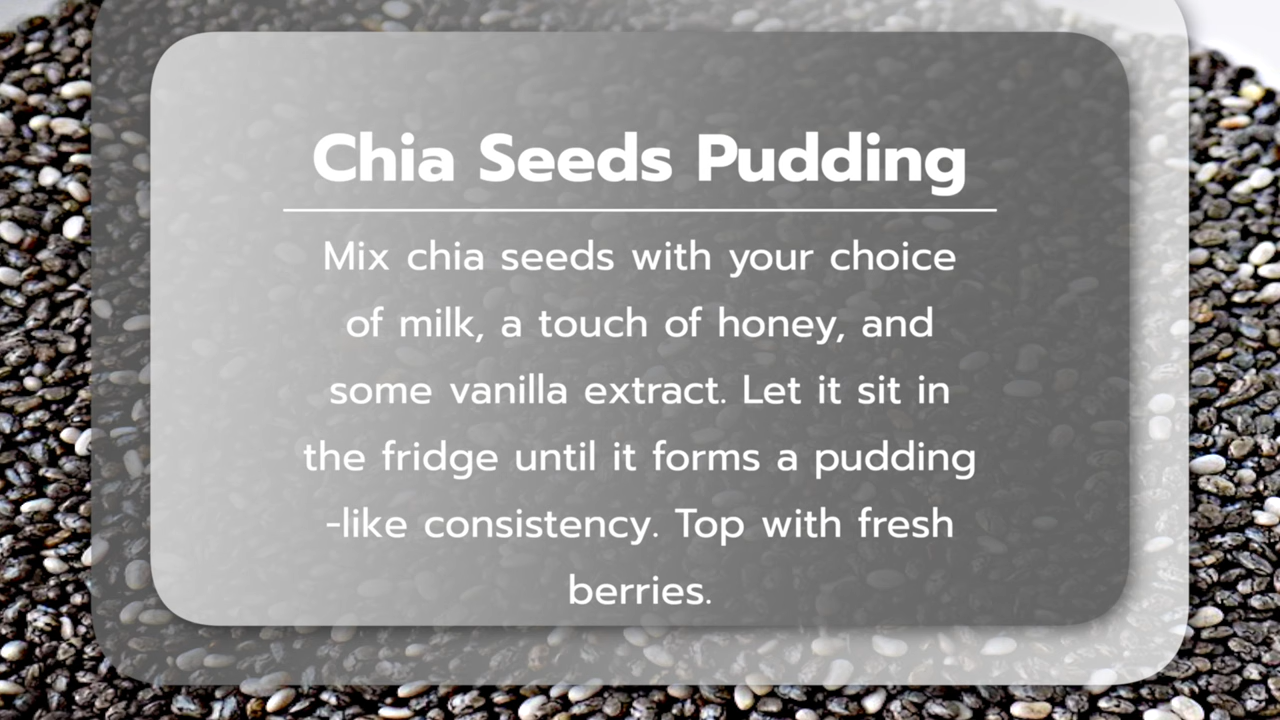 Chia Seeds Pudding
Mix chia seeds with your choice
of milk, a touch of honey, and
some vanilla extract. Let it sit in
the fridge until it forms a pudding
-like consistency. Top with fresh
berries.